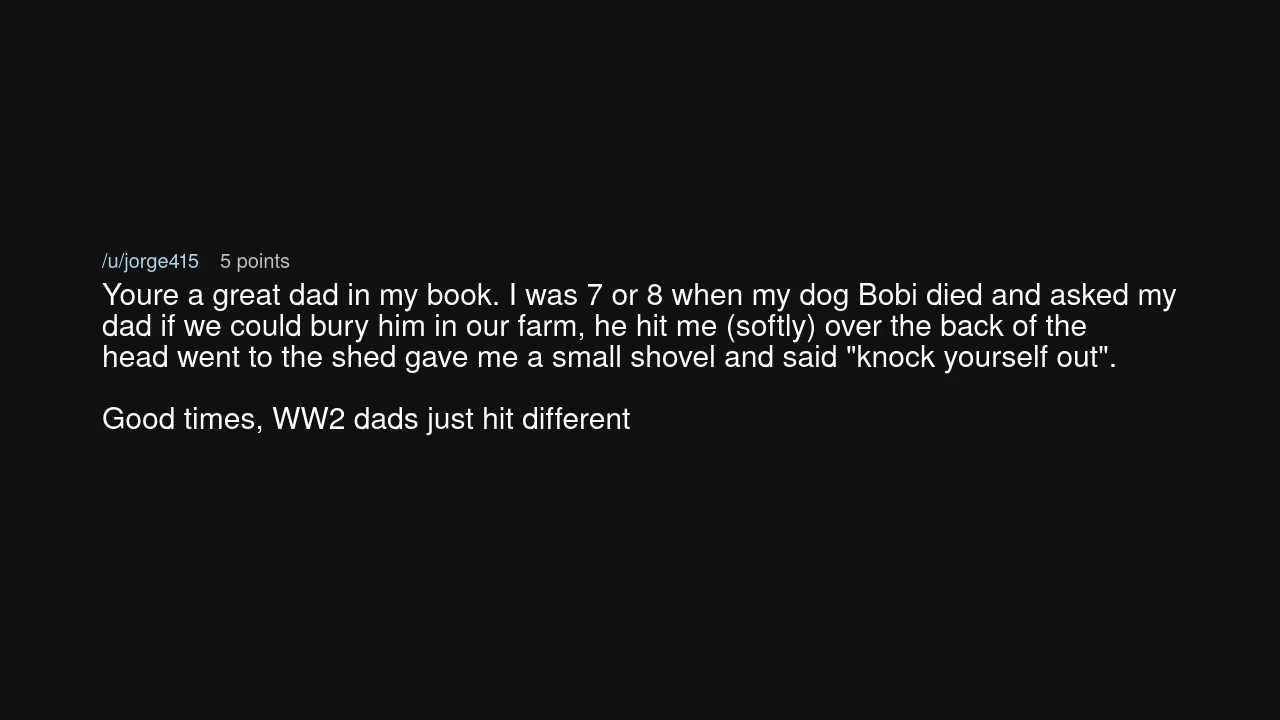 /u/jorge415 5 points
Youre a great dad in my book. I was 7 or 8 when my dog Bobi died and asked my
dad if we could bury him in our farm, he hit me (softly) over the back of the
head went to the shed gave me a small shovel and said "knock yourself out".
Good times, WW2 dads just hit different